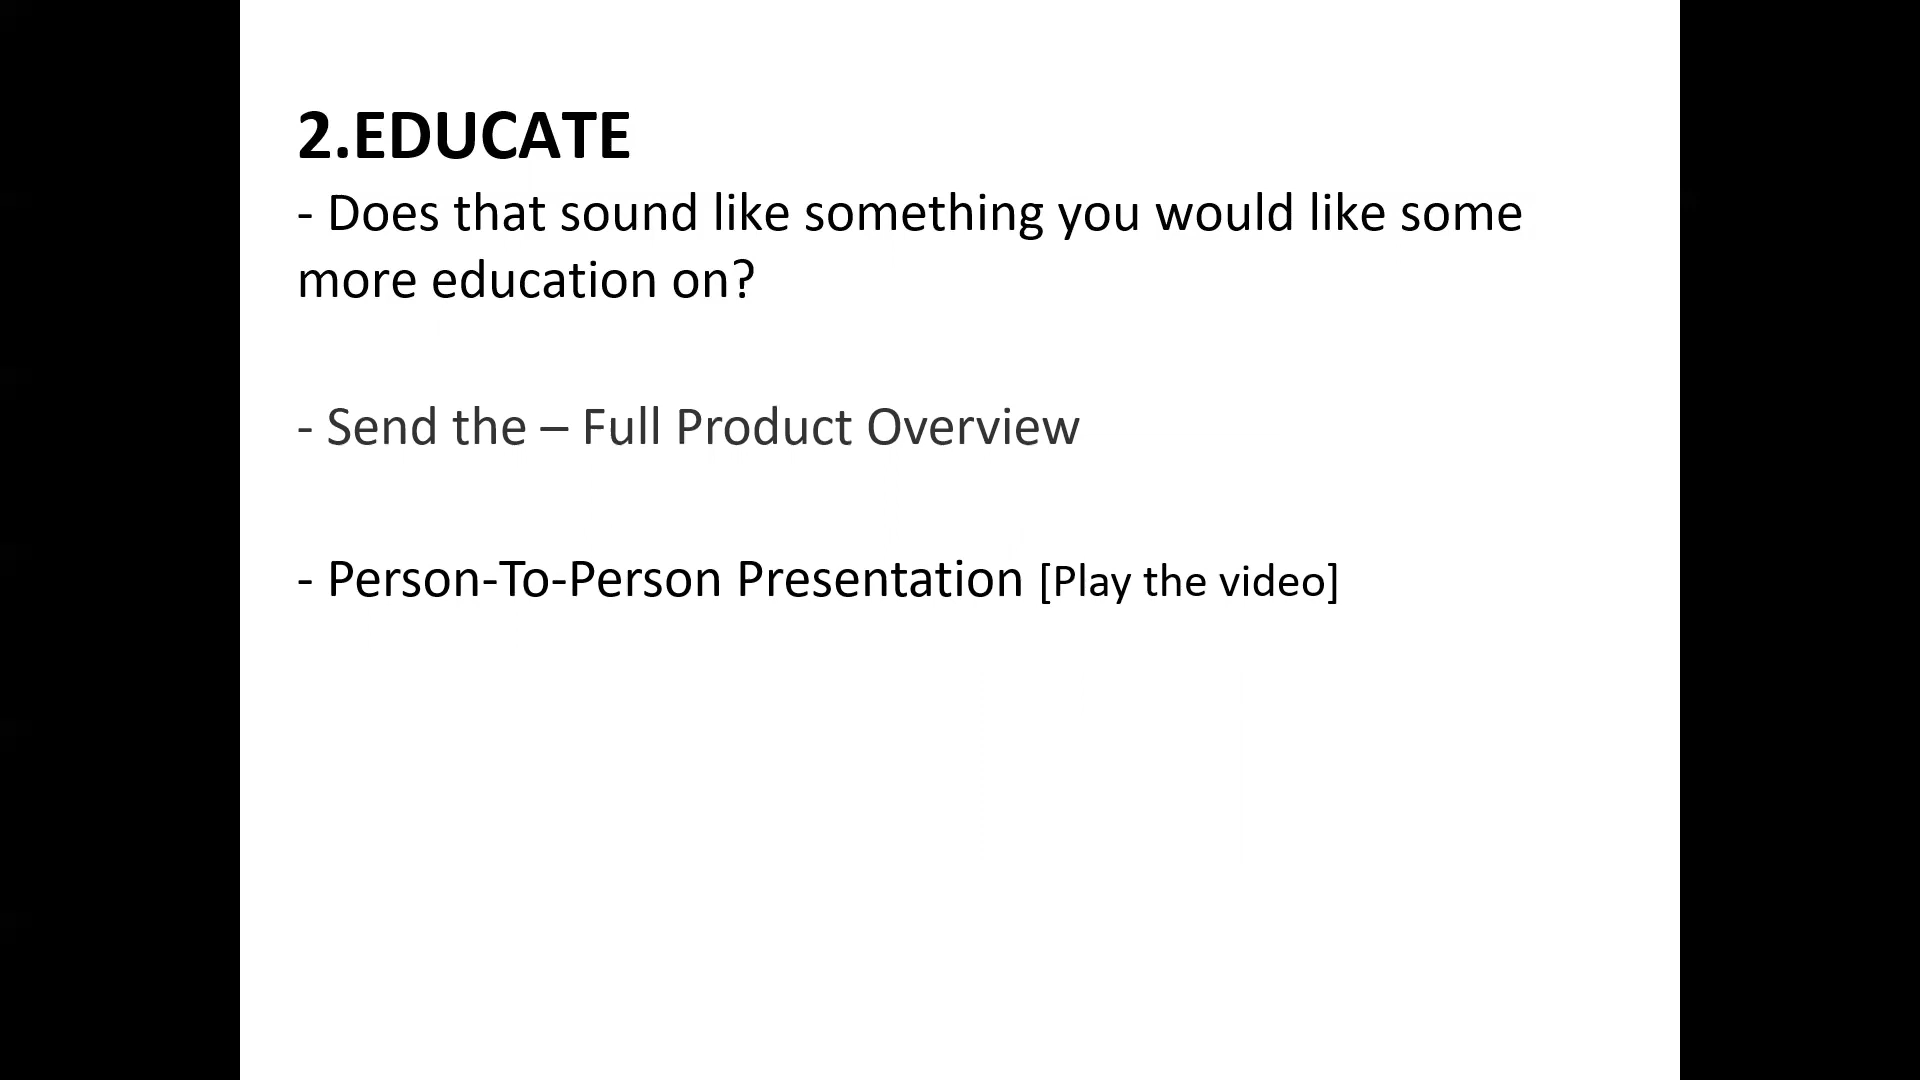 2.EDUCATE
- Does that sound like something you would like some
more education on?
- Send the – Full Product Overview
- Person-To-Person Presentation [Play the video]